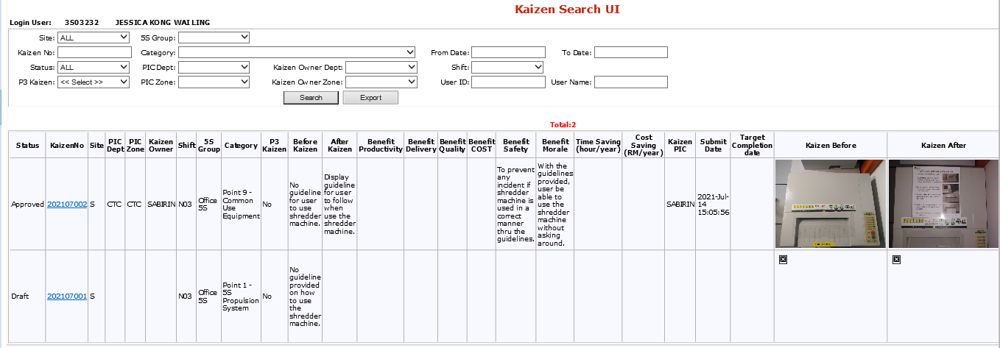 Kaizen Search UI
Login User: 3S03232 JESSICA KONG WAI LING
Site: ALL 5S Group:
Kaizen No: Category: From Date: To Date:
Status: ALL PIC Dept: Kaizen Owner Dept: Shift:
P3 Kaizen: << Select >> PIC Zone: Kaizen Owner Zone: User ID: User Name:
Search Export
Total:2
Status KaizenNo Site PIC Dept PIC Zone Kaizen Owner Shift 5S Group Category P3 Kaizen Before Kaizen After Kaizen Benefit Productivity Benefit Delivery Benefit Quality Benefit COST Benefit Safety Benefit Morale Time Saving (hour/year) Cost Saving (RM/year) Kaizen PIC Submit Date Target Completion date Kaizen Before Kaizen After
Approved 202107002 S CTC CTC SABIRIN N03 Office 5S Point 9 - Common Use Equipment No No guideline for user to use shredder machine. Display guideline for user to follow when use the shredder machine. To prevent any incident if shredder machine is used in a correct manner thru the guidelines. With the guidelines provided, user be able to use the shredder machine without asking around. SABIRIN 2021-Jul-14 15:05:56
Draft 202107001 S N03 Office 5S Point 1 - 5S Propulsion System No No guideline provided on how to use the shredder machine.